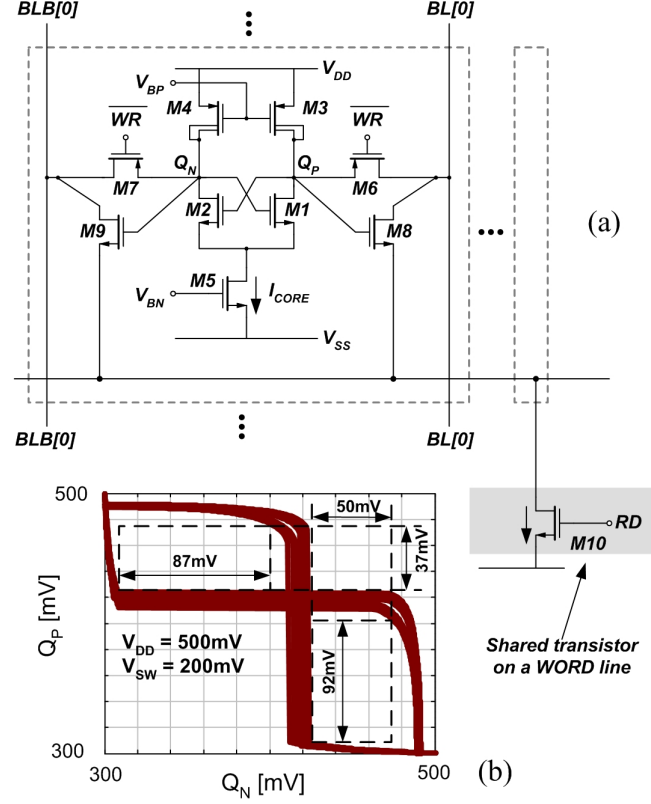 BLB[0]
BL[0]
V_DD
V_BP
M4
M3
WR
WR
Q_N
Q_P
M7
M6
M2
M1
M9
M8
(a)
M5
V_BN
I_CORE
V_SS
BLB[0]
BL[0]
500
50mV
37mV
87mV
Q_P [mV]
V_DD = 500mV
V_SW = 200mV
92mV
300
300
500
Q_N [mV]
(b)
RD
M10
Shared transistor
on a WORD line